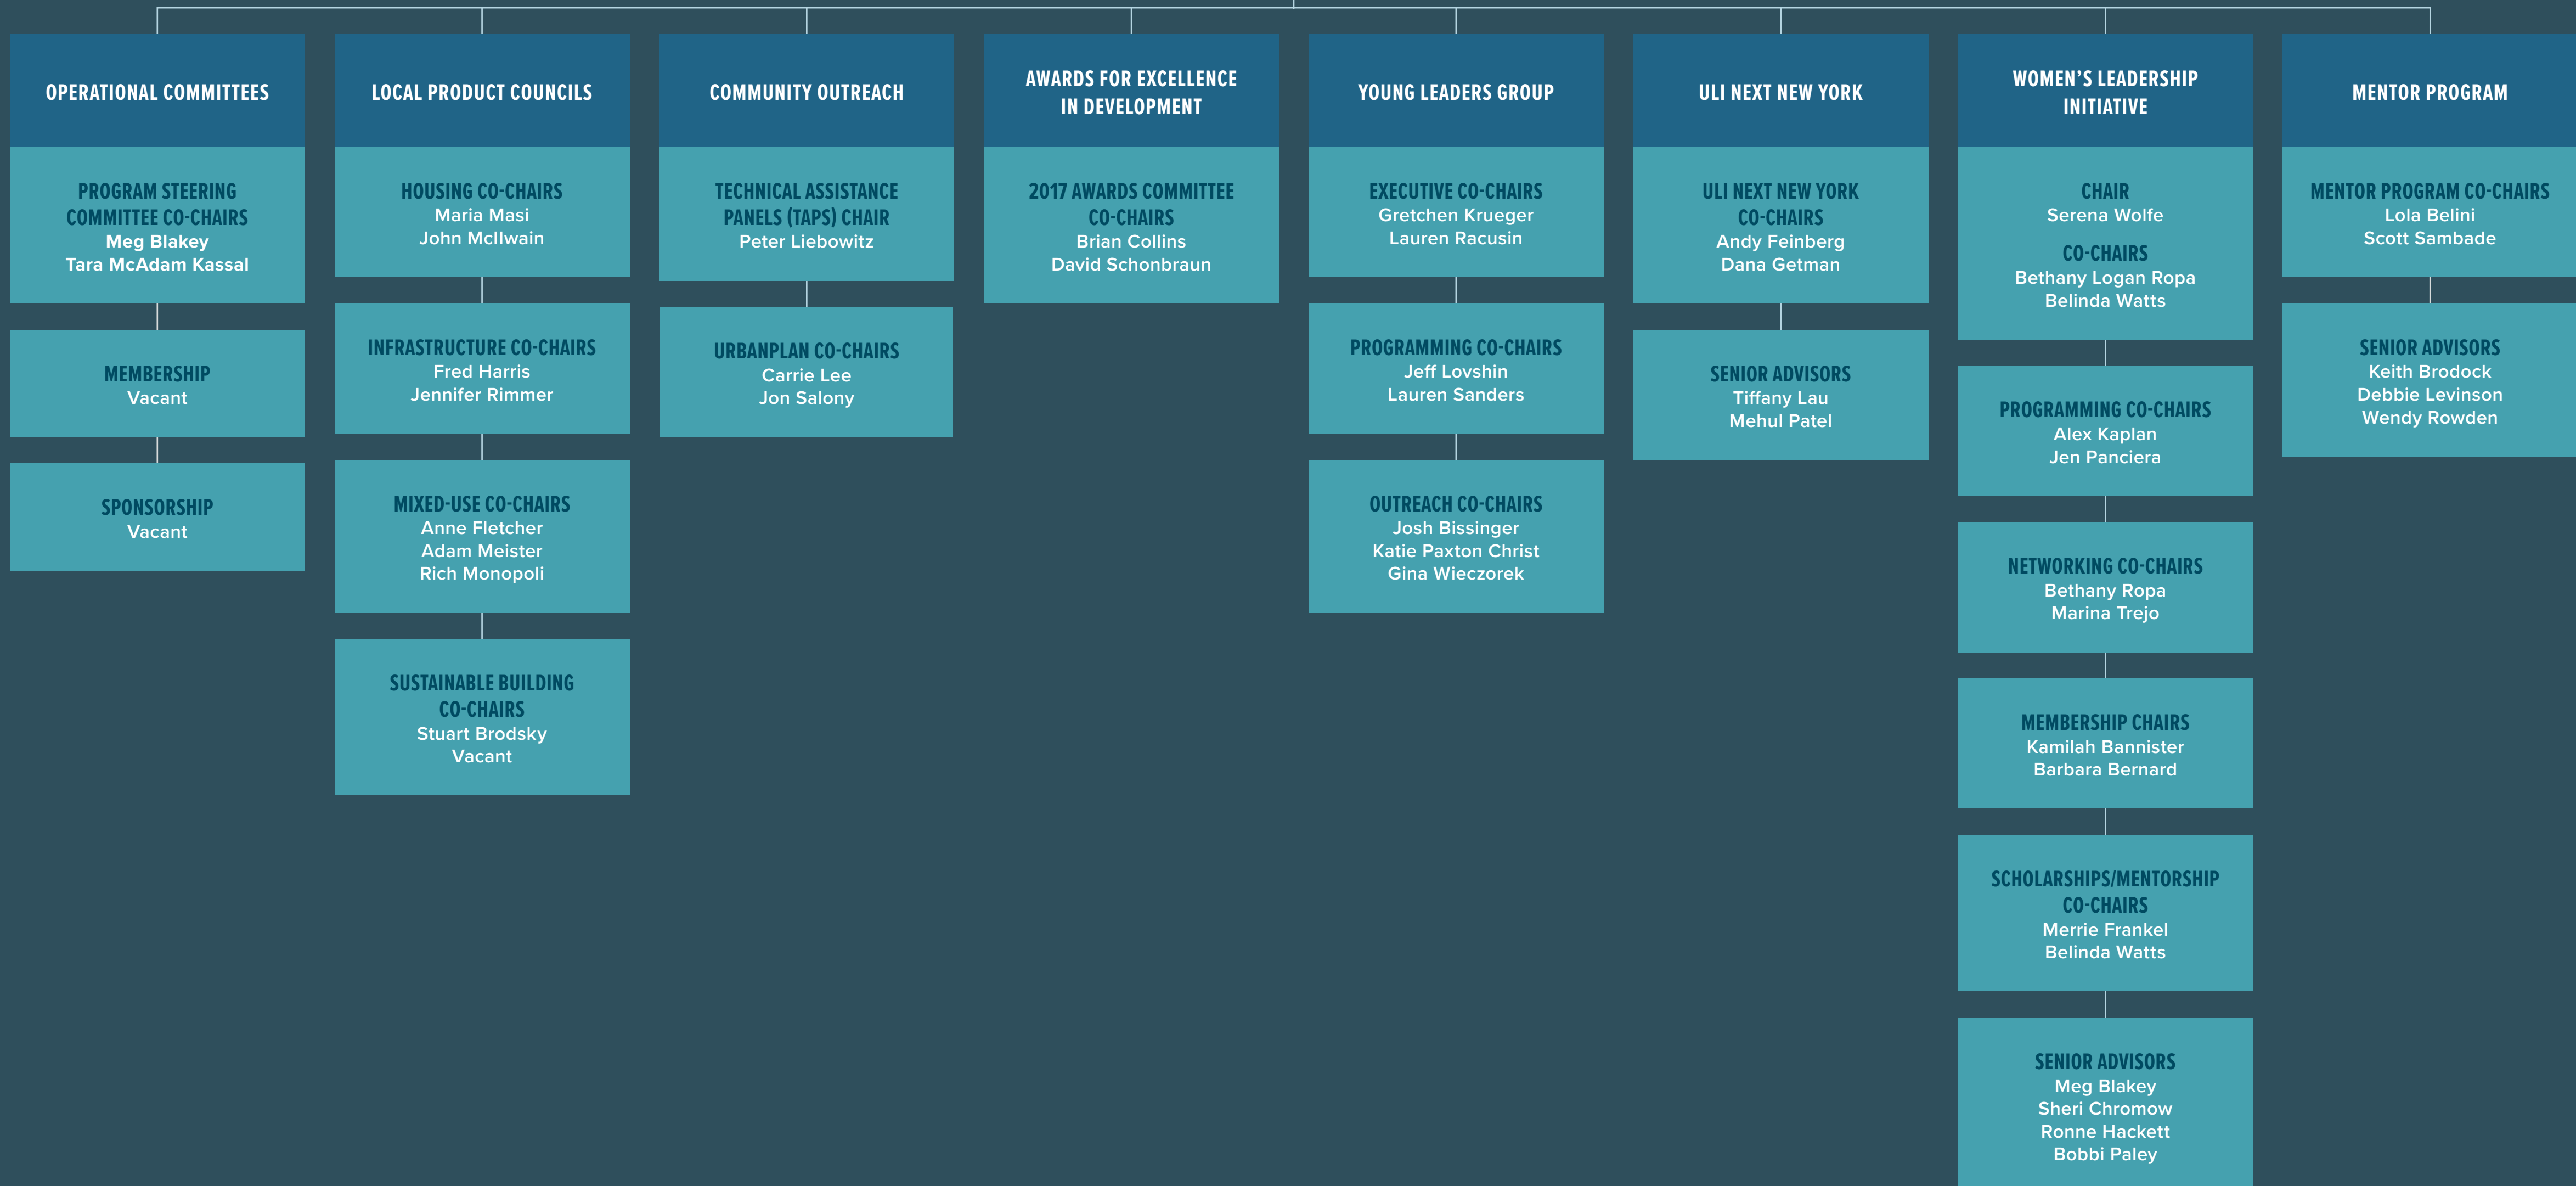 OPERATIONAL COMMITTEES
PROGRAM STEERING
COMMITTEE CO-CHAIRS
Meg Blakey
Tara McAdam Kassal
MEMBERSHIP
Vacant
SPONSORSHIP
Vacant
LOCAL PRODUCT COUNCILS
HOUSING CO-CHAIRS
Maria Masi
John McIlwain
INFRASTRUCTURE CO-CHAIRS
Fred Harris
Jennifer Rimmer
MIXED-USE CO-CHAIRS
Anne Fletcher
Adam Meister
Rich Monopoli
SUSTAINABLE BUILDING
CO-CHAIRS
Stuart Brodsky
Vacant
COMMUNITY OUTREACH
TECHNICAL ASSISTANCE
PANELS (TAPS) CHAIR
Peter Liebowitz
URBANPLAN CO-CHAIRS
Carrie Lee
Jon Salony
AWARDS FOR EXCELLENCE
IN DEVELOPMENT
2017 AWARDS COMMITTEE
CO-CHAIRS
Brian Collins
David Schonbraun
YOUNG LEADERS GROUP
EXECUTIVE CO-CHAIRS
Gretchen Krueger
Lauren Racusin
PROGRAMMING CO-CHAIRS
Jeff Lovshin
Lauren Sanders
OUTREACH CO-CHAIRS
Josh Bissinger
Katie Paxton Christ
Gina Wieczorek
ULI NEXT NEW YORK
ULI NEXT NEW YORK
CO-CHAIRS
Andy Feinberg
Dana Getman
SENIOR ADVISORS
Tiffany Lau
Mehul Patel
WOMEN’S LEADERSHIP
INITIATIVE
CHAIR
Serena Wolfe
CO-CHAIRS
Bethany Logan Ropa
Belinda Watts
PROGRAMMING CO-CHAIRS
Alex Kaplan
Jen Panciera
NETWORKING CO-CHAIRS
Bethany Ropa
Marina Trejo
MEMBERSHIP CHAIRS
Kamilah Bannister
Barbara Bernard
SCHOLARSHIPS/MENTORSHIP
CO-CHAIRS
Merrie Frankel
Belinda Watts
SENIOR ADVISORS
Meg Blakey
Sheri Chromow
Ronne Hackett
Bobbi Paley
MENTOR PROGRAM
MENTOR PROGRAM CO-CHAIRS
Lola Belini
Scott Sambade
SENIOR ADVISORS
Keith Brodock
Debbie Levinson
Wendy Rowden